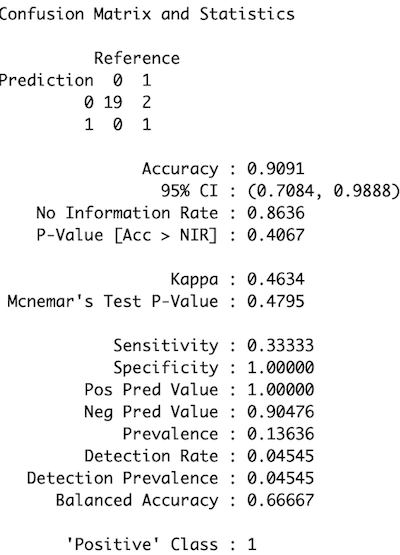 Confusion Matrix and Statistics
Reference
Prediction 0 1
0 19 2
1 0 1
Accuracy : 0.9091
95% CI : (0.7084, 0.9888)
No Information Rate : 0.8636
P-Value [Acc > NIR] : 0.4067
Kappa : 0.4634
Mcnemar's Test P-Value : 0.4795
Sensitivity : 0.33333
Specificity : 1.00000
Pos Pred Value : 1.00000
Neg Pred Value : 0.90476
Prevalence : 0.13636
Detection Rate : 0.04545
Detection Prevalence : 0.04545
Balanced Accuracy : 0.66667
'Positive' Class : 1